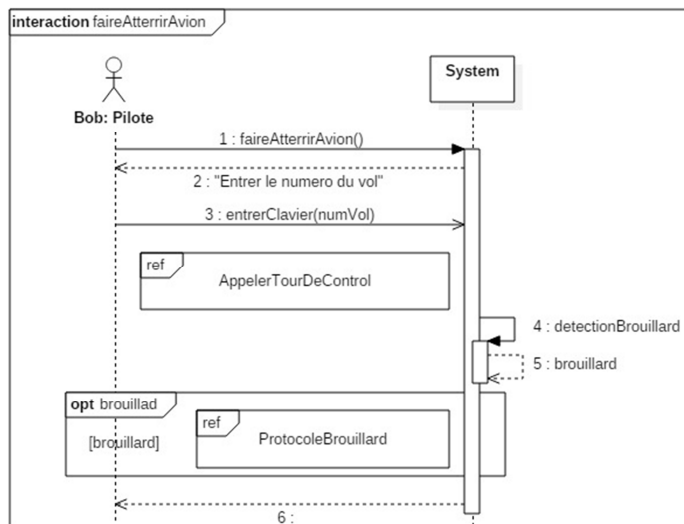 interaction faireAtterrirAvion
System
Bob: Pilote
1 : faireAtterrirAvion()
2 : "Entrer le numero du vol"
3 : entrerClavier(numVol)
ref
AppelerTourDeControl
4 : detectionBrouillard
5 : brouillard
opt brouillad
ref
[brouillard]
ProtocoleBrouillard
6 :